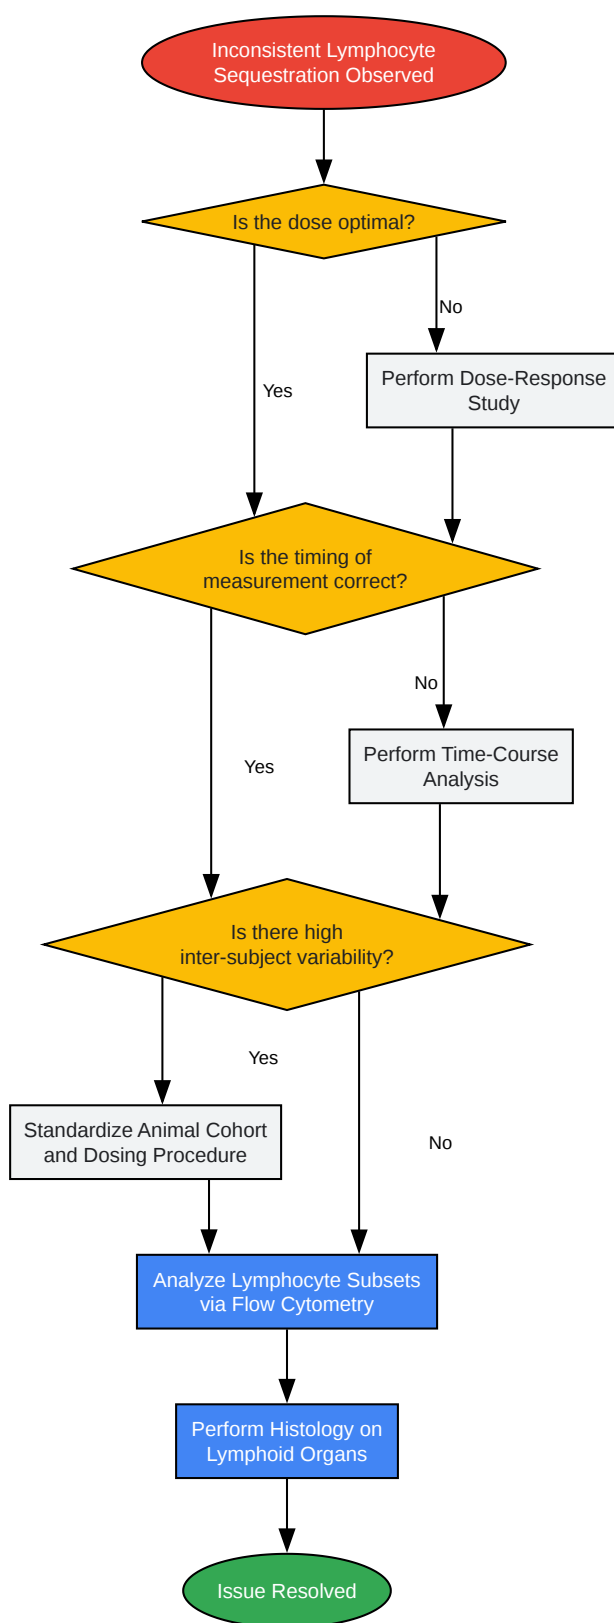 Inconsistent Lymphocyte
Sequestration Observed
Is the dose optimal?
No
Perform Dose-Response
Study
Yes
Is the timing of
measurement correct?
No
Perform Time-Course
Analysis
Yes
Is there high
inter-subject variability?
Yes
Standardize Animal Cohort
and Dosing Procedure
No
Analyze Lymphocyte Subsets
via Flow Cytometry
Perform Histology on
Lymphoid Organs
Issue Resolved